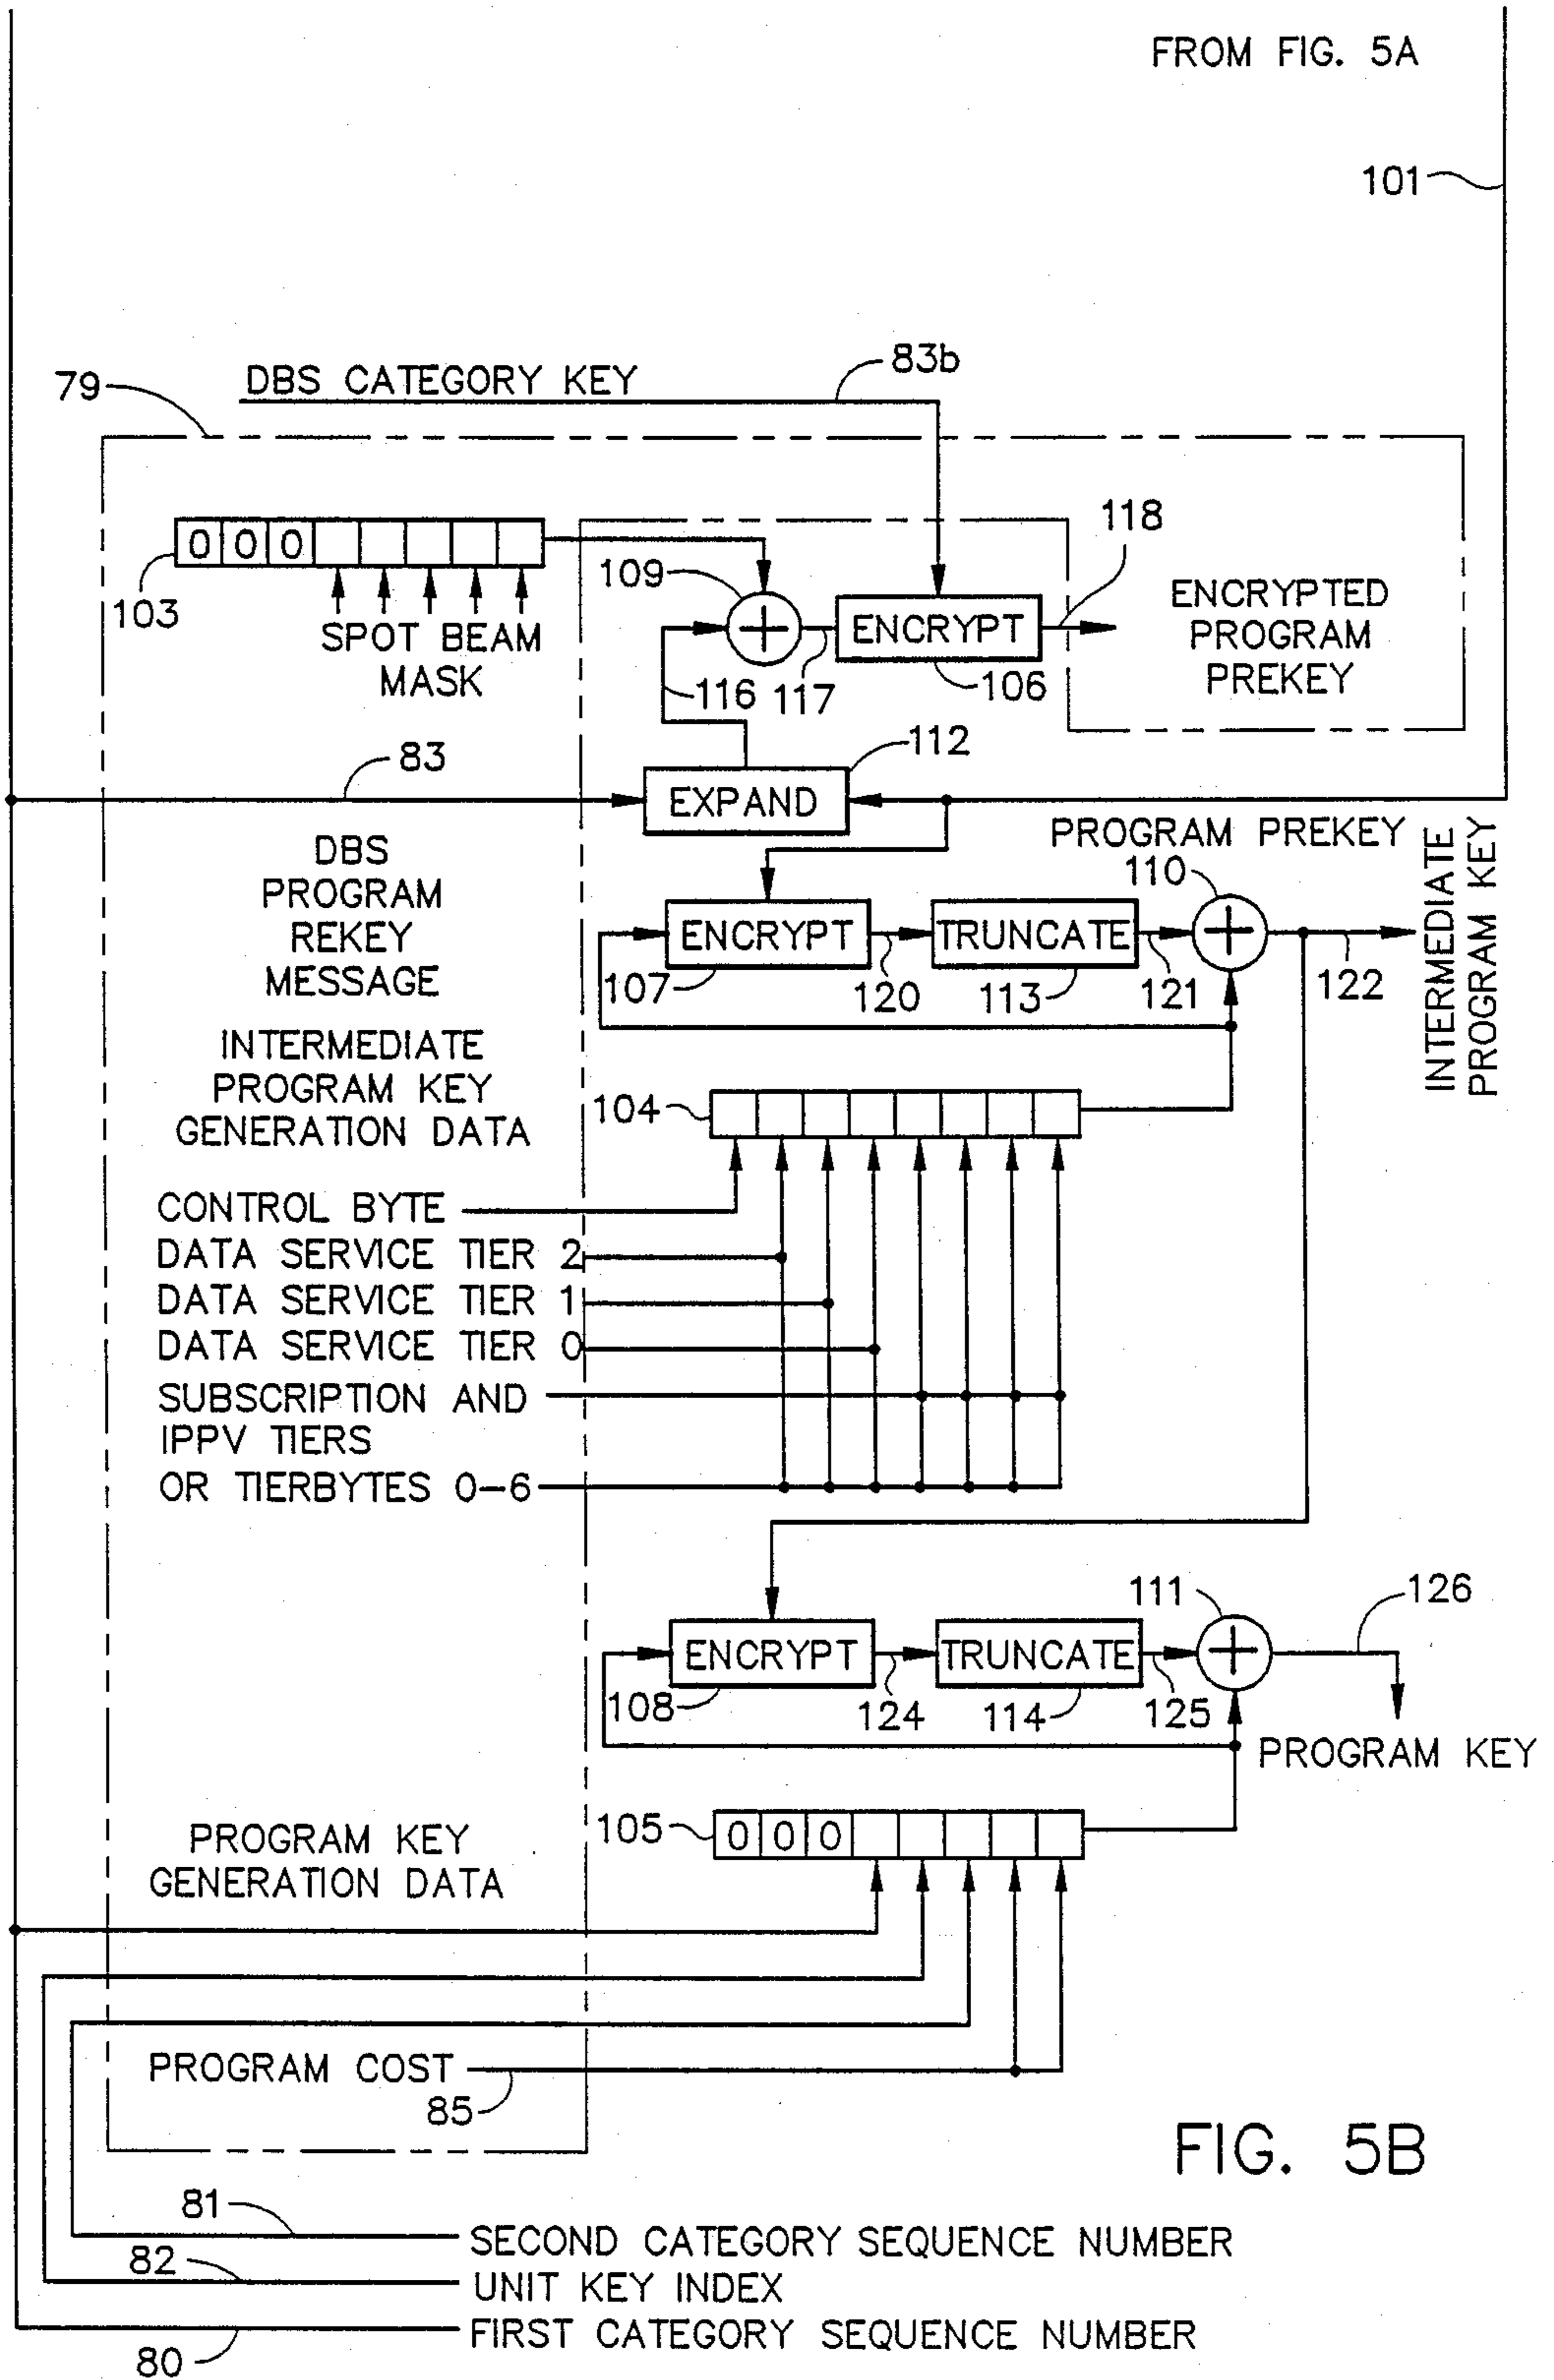 FROM FIG. 5A
101
DBS CATEGORY KEY
83b
79
0 0 0
103
SPOT BEAM
MASK
109
116
117
ENCRYPT
106
118
ENCRYPTED
PROGRAM
PREKEY
83
EXPAND
112
PROGRAM PREKEY
DBS
PROGRAM
REKEY
MESSAGE
ENCRYPT
107
120
TRUNCATE
113
121
110
122
INTERMEDIATE
PROGRAM KEY
INTERMEDIATE
PROGRAM KEY
GENERATION DATA
104
CONTROL BYTE
DATA SERVICE TIER 2
DATA SERVICE TIER 1
DATA SERVICE TIER 0
SUBSCRIPTION AND
IPPV TIERS
OR TIERBYTES 0-6
ENCRYPT
108
124
TRUNCATE
114
125
111
126
PROGRAM KEY
PROGRAM KEY
GENERATION DATA
105
0 0 0
PROGRAM COST
85
FIG. 5B
81
SECOND CATEGORY SEQUENCE NUMBER
82
UNIT KEY INDEX
FIRST CATEGORY SEQUENCE NUMBER
80